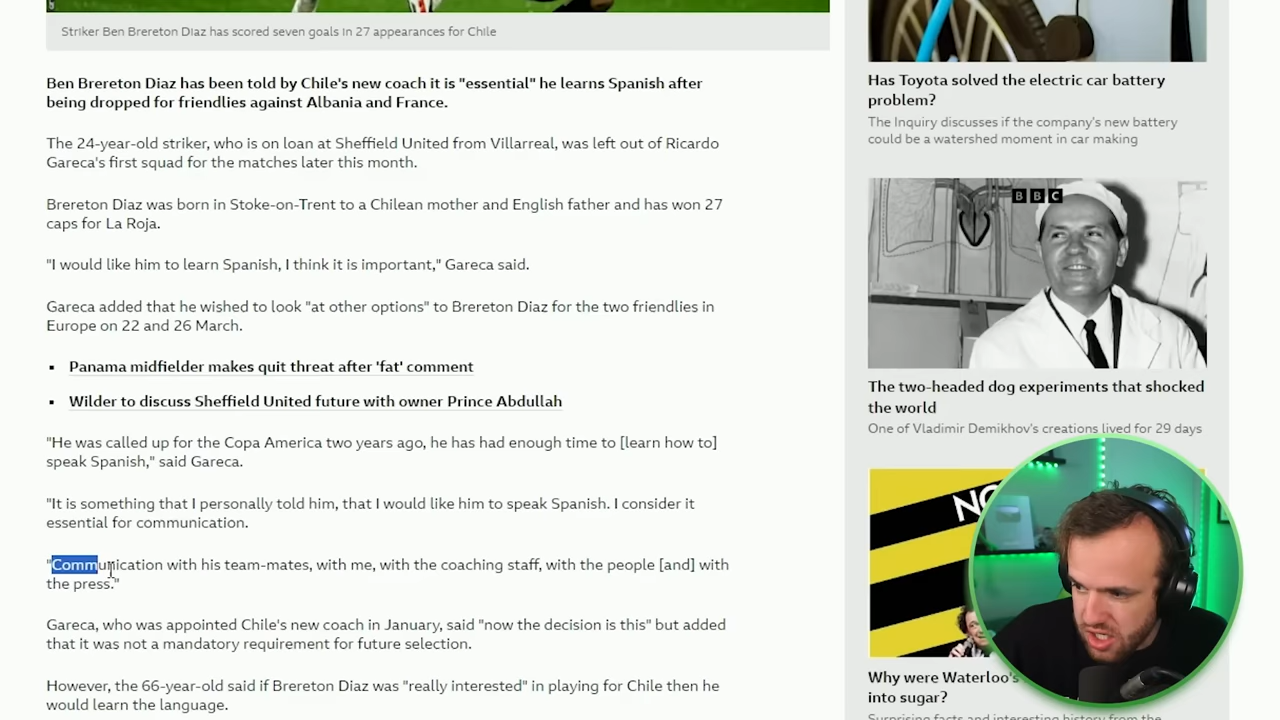 Striker Ben Brereton Diaz has scored seven goals in 27 appearances for Chile
Ben Brereton Diaz has been told by Chile's new coach it is "essential" he learns Spanish after
being dropped for friendlies against Albania and France.
The 24-year-old striker, who is on loan at Sheffield United from Villarreal, was left out of Ricardo
Gareca's first squad for the matches later this month.
Brereton Diaz was born in Stoke-on-Trent to a Chilean mother and English father and has won 27
caps for La Roja.
"I would like him to learn Spanish, I think it is important," Gareca said.
Gareca added that he wished to look "at other options" to Brereton Diaz for the two friendlies in
Europe on 22 and 26 March.
Panama midfielder makes quit threat after 'fat' comment
Wilder to discuss Sheffield United future with owner Prince Abdullah
"He was called up for the Copa America two years ago, he has had enough time to [learn how to]
speak Spanish," said Gareca.
"It is something that I personally told him, that I would like him to speak Spanish. I consider it
essential for communication.
"Communication with his team-mates, with me, with the coaching staff, with the people [and] with
the press."
Gareca, who was appointed Chile's new coach in January, said "now the decision is this" but added
that it was not a mandatory requirement for future selection.
However, the 66-year-old said if Brereton Diaz was "really interested" in playing for Chile then he
would learn the language.
Has Toyota solved the electric car battery
problem?
The Inquiry discusses if the company's new battery
could be a watershed moment in car making
BBC
The two-headed dog experiments that shocked
the world
One of Vladimir Demikhov's creations lived for 29 days
Why were Waterloo's
into sugar?
Surprising facts and interesting history from the